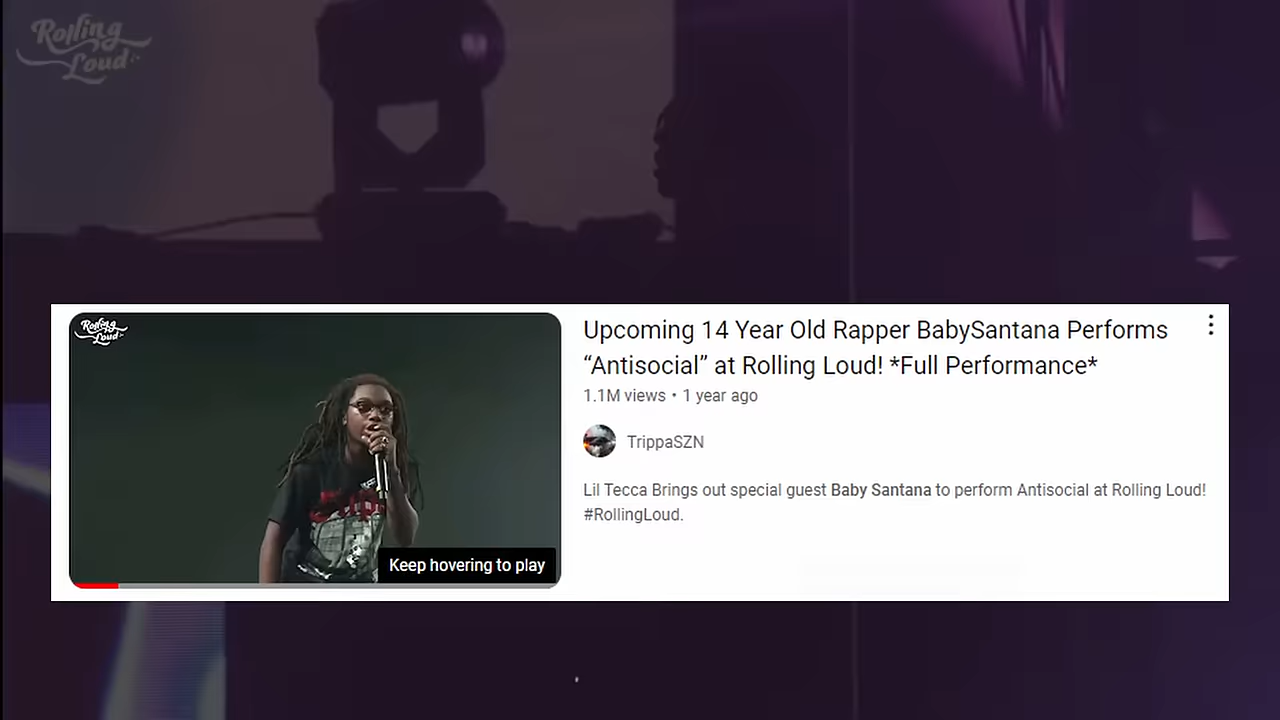 Rolling
Loud
Rolling
Loud
Upcoming 14 Year Old Rapper BabySantana Performs
“Antisocial” at Rolling Loud! *Full Performance*
1.1M views • 1 year ago
TrippaSZN
Lil Tecca Brings out special guest Baby Santana to perform Antisocial at Rolling Loud!
#RollingLoud.
Keep hovering to play